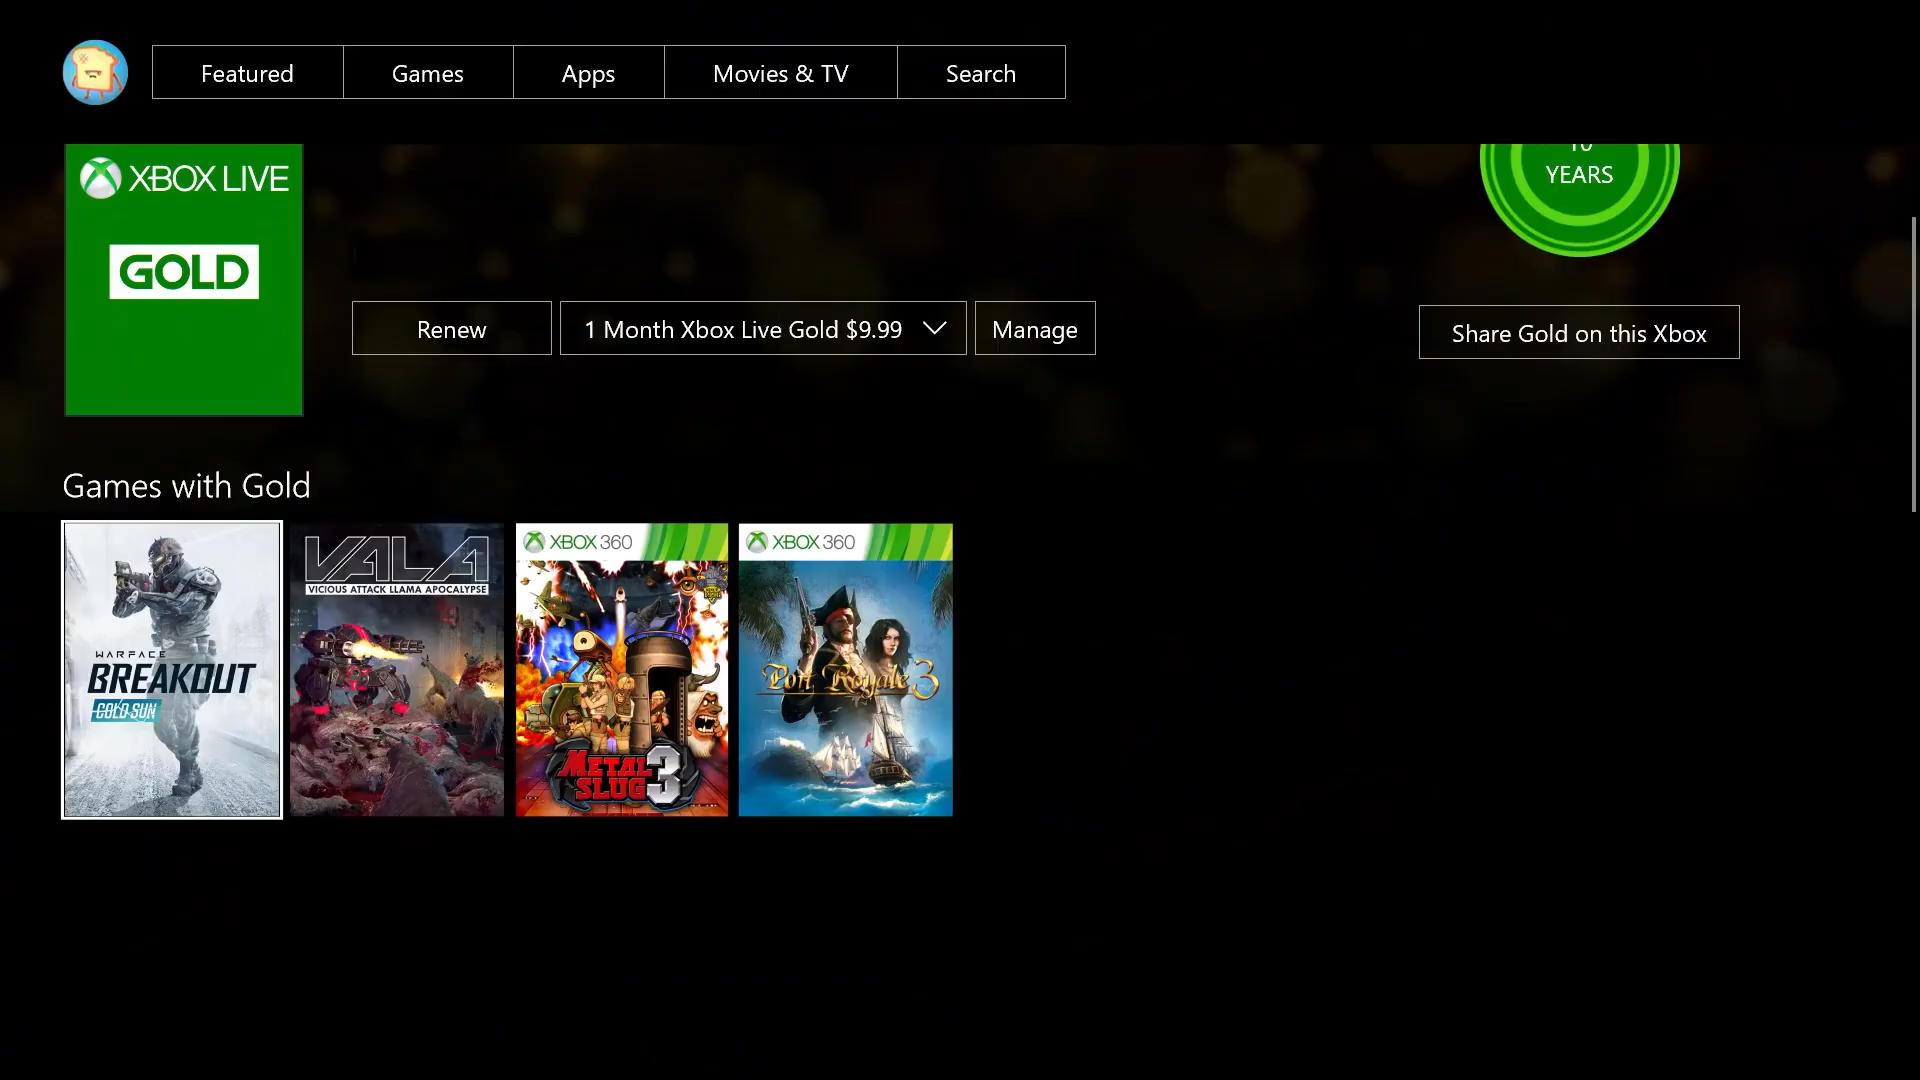 Featured
Games
Apps
Movies & TV
Search
XBOX LIVE
GOLD
10
YEARS
Renew
1 Month Xbox Live Gold $9.99
Manage
Share Gold on this Xbox
Games with Gold
WARFACE
BREAKOUT
COLD SUN
VALA
VICIOUS ATTACK LLAMA APOCALYPSE
XBOX 360
METAL
SLUG 3
XBOX 360
Port Royale 3